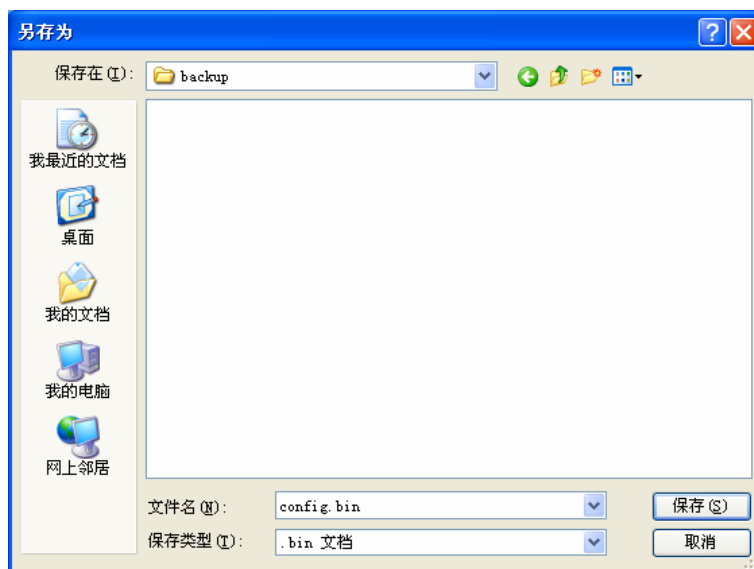 另存为
保存在(I):
backup
我最近的文档
桌面
我的文档
我的电脑
网上邻居
文件名(N):
config.bin
保存(S)
保存类型(T):
.bin 文档
取消